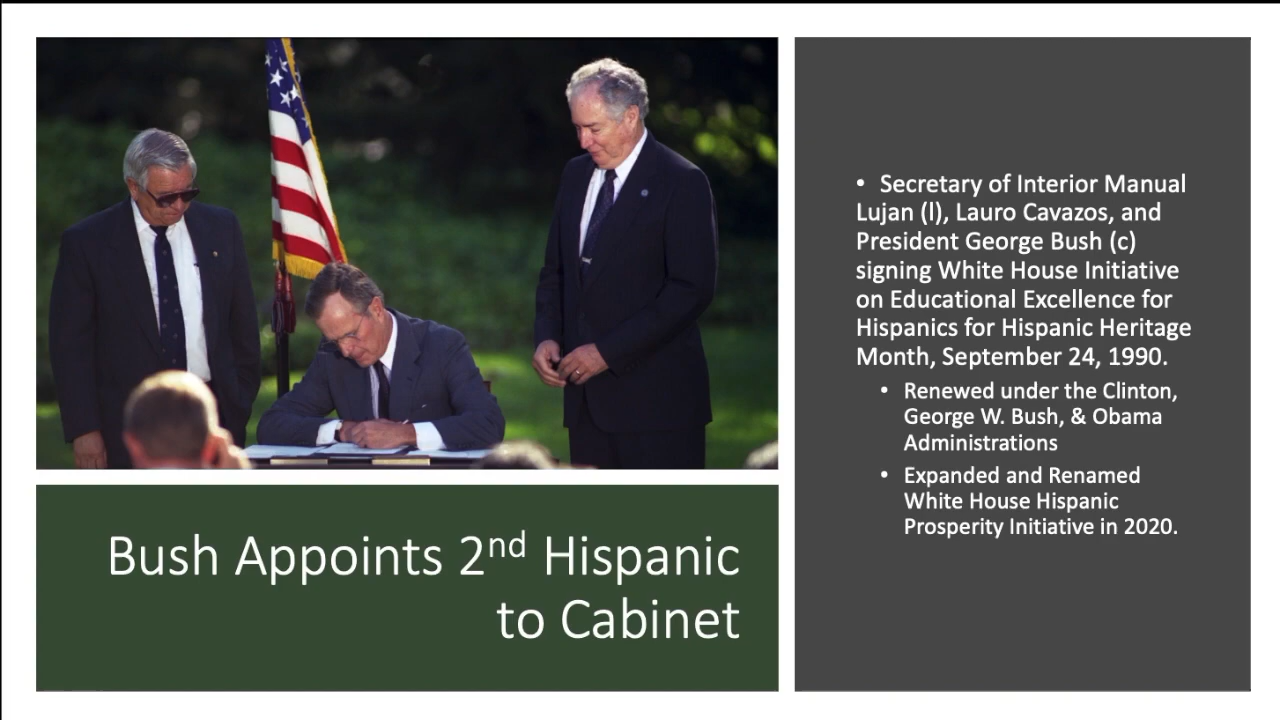 Bush Appoints 2nd Hispanic
to Cabinet
• Secretary of Interior Manual
Lujan (l), Lauro Cavazos, and
President George Bush (c)
signing White House Initiative
on Educational Excellence for
Hispanics for Hispanic Heritage
Month, September 24, 1990.
• Renewed under the Clinton,
George W. Bush, & Obama
Administrations
• Expanded and Renamed
White House Hispanic
Prosperity Initiative in 2020.